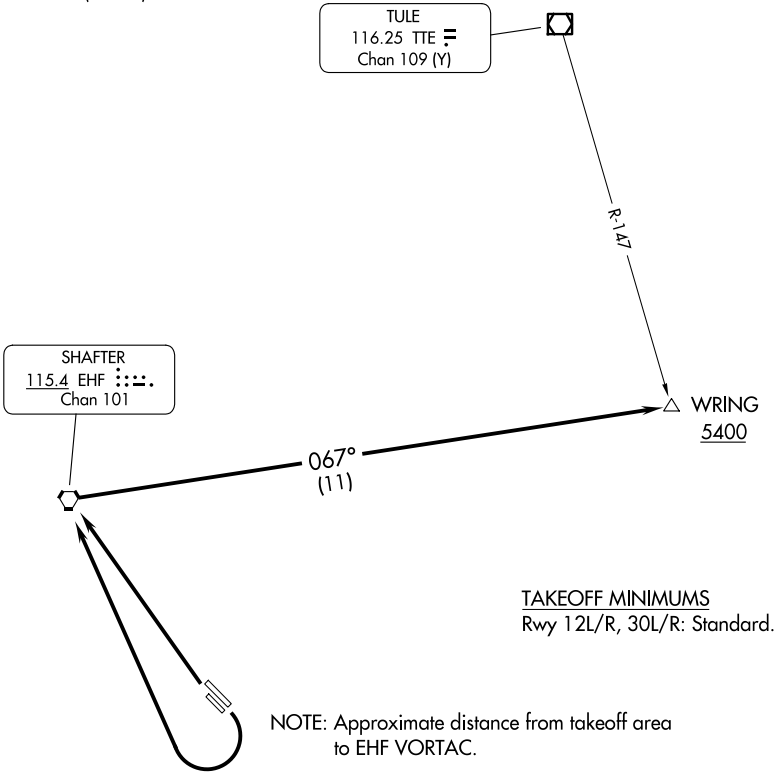 TULE
116.25 TTE
Chan 109 (Y)
R-147
SHAFTER
115.4 EHF
Chan 101
WRING
5400
067°
(11)
TAKEOFF MINIMUMS
Rwy 12L/R, 30L/R: Standard.
NOTE: Approximate distance from takeoff area
to EHF VORTAC.